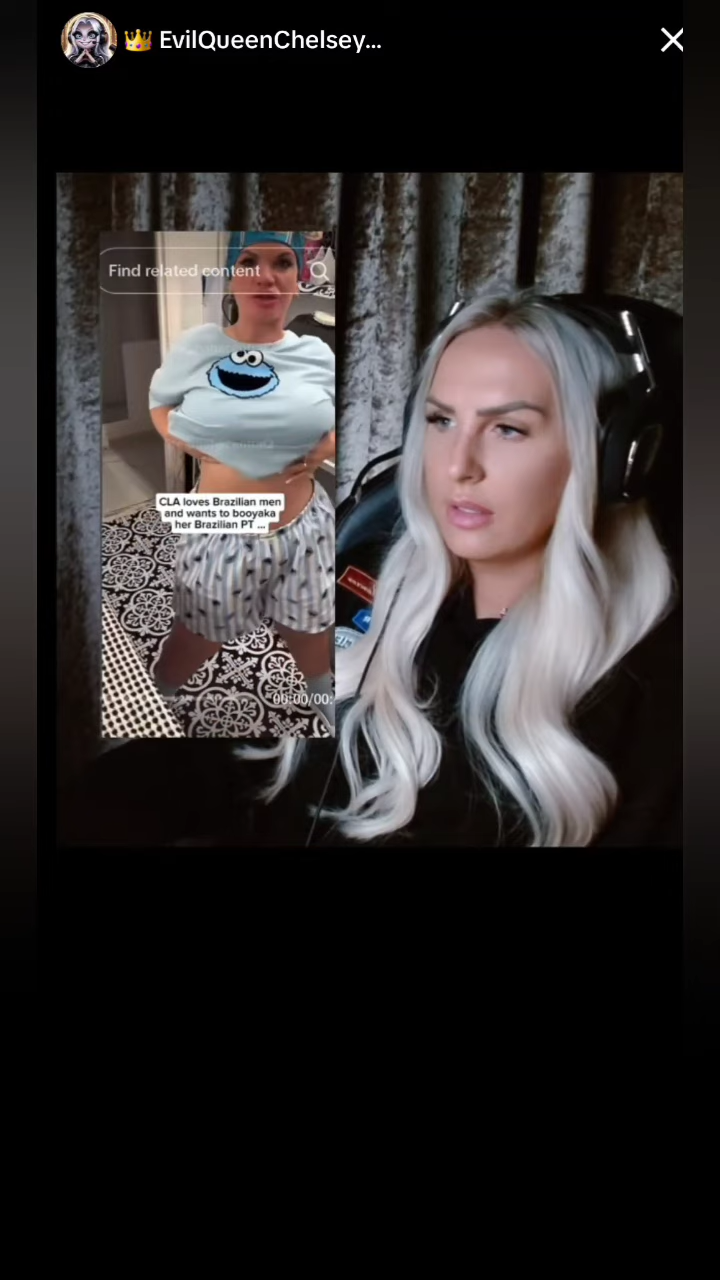 👑 EvilQueenChelsey...
Find related content
CLA loves Brazilian men
and wants to booyaka
her Brazilian PT ...
00:00/00: